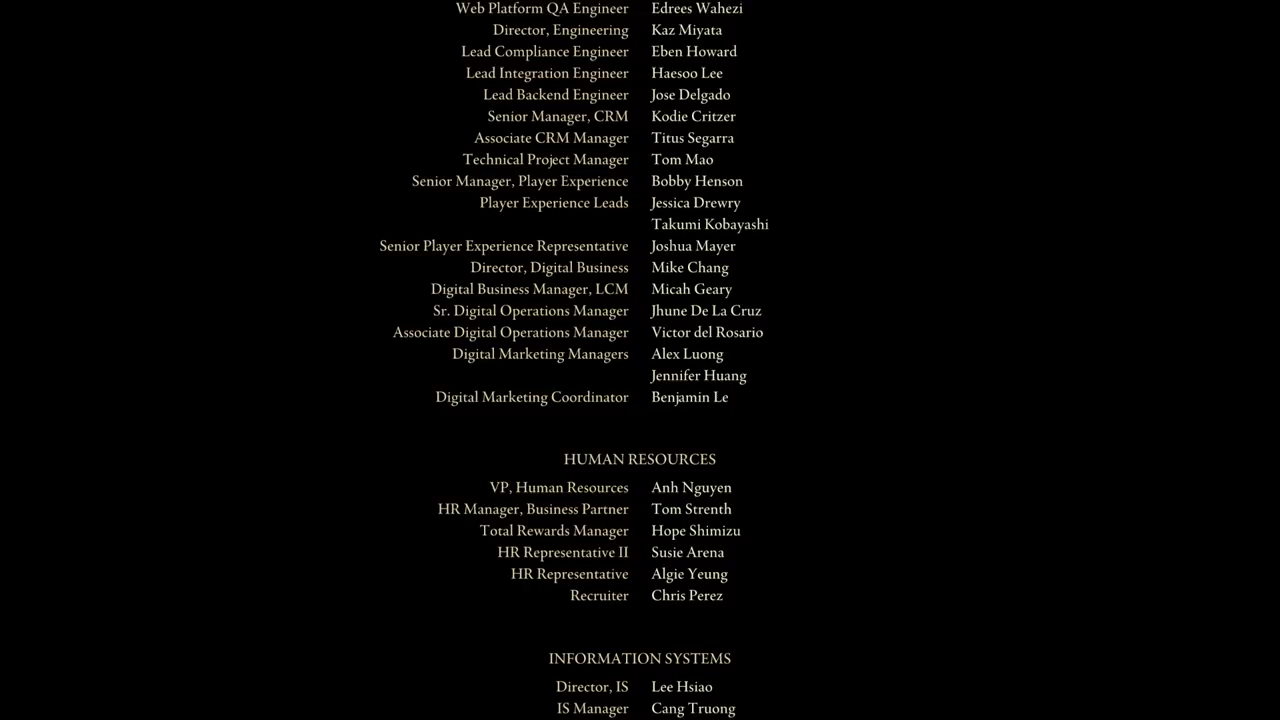 Web Platform QA Engineer Edrees Wahezi
Director, Engineering Kaz Miyata
Lead Compliance Engineer Eben Howard
Lead Integration Engineer Haesoo Lee
Lead Backend Engineer Jose Delgado
Senior Manager, CRM Kodie Critzer
Associate CRM Manager Titus Segarra
Technical Project Manager Tom Mao
Senior Manager, Player Experience Bobby Henson
Player Experience Leads Jessica Drewry
Takumi Kobayashi
Senior Player Experience Representative Joshua Mayer
Director, Digital Business Mike Chang
Digital Business Manager, LCM Micah Geary
Sr. Digital Operations Manager Jhune De La Cruz
Associate Digital Operations Manager Victor del Rosario
Digital Marketing Managers Alex Luong
Jennifer Huang
Digital Marketing Coordinator Benjamin Le
HUMAN RESOURCES
VP, Human Resources Anh Nguyen
HR Manager, Business Partner Tom Strenth
Total Rewards Manager Hope Shimizu
HR Representative II Susie Arena
HR Representative Algie Yeung
Recruiter Chris Perez
INFORMATION SYSTEMS
Director, IS Lee Hsiao
IS Manager Cang Truong